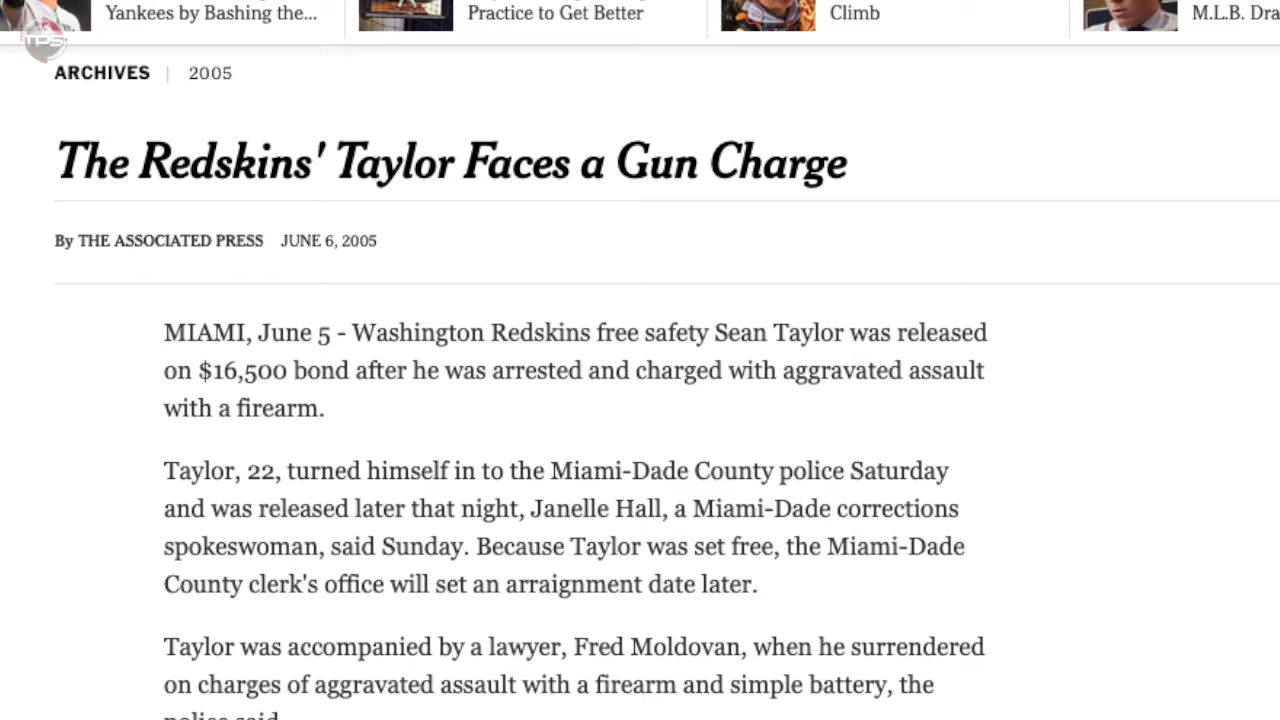 Yankees by Bashing the...
Practice to Get Better
Climb
M.L.B. Dra
TPS
ARCHIVES | 2005
The Redskins' Taylor Faces a Gun Charge
By THE ASSOCIATED PRESS JUNE 6, 2005
MIAMI, June 5 - Washington Redskins free safety Sean Taylor was released
on $16,500 bond after he was arrested and charged with aggravated assault
with a firearm.
Taylor, 22, turned himself in to the Miami-Dade County police Saturday
and was released later that night, Janelle Hall, a Miami-Dade corrections
spokeswoman, said Sunday. Because Taylor was set free, the Miami-Dade
County clerk's office will set an arraignment date later.
Taylor was accompanied by a lawyer, Fred Moldovan, when he surrendered
on charges of aggravated assault with a firearm and simple battery, the
police said.